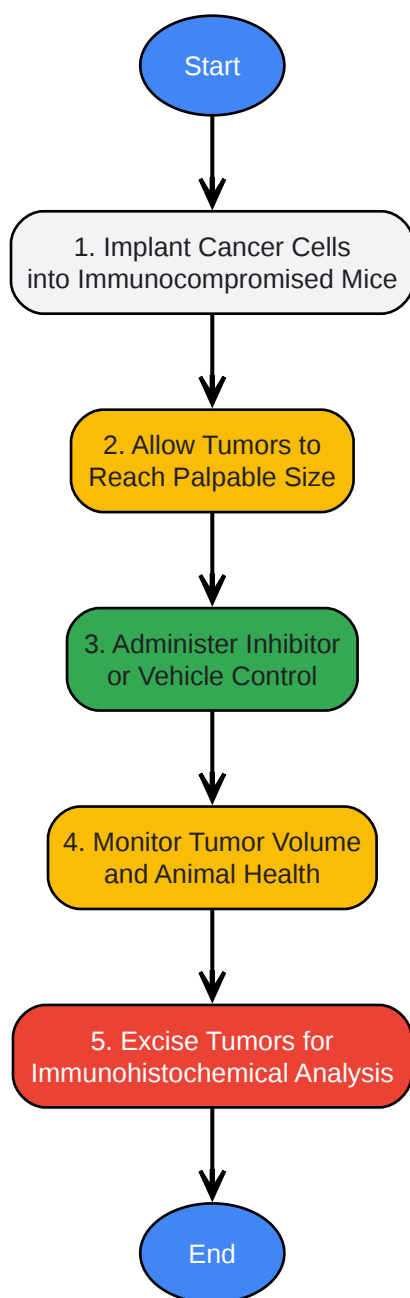 Start
1. Implant Cancer Cells
into Immunocompromised Mice
2. Allow Tumors to
Reach Palpable Size
3. Administer Inhibitor
or Vehicle Control
4. Monitor Tumor Volume
and Animal Health
5. Excise Tumors for
Immunohistochemical Analysis
End